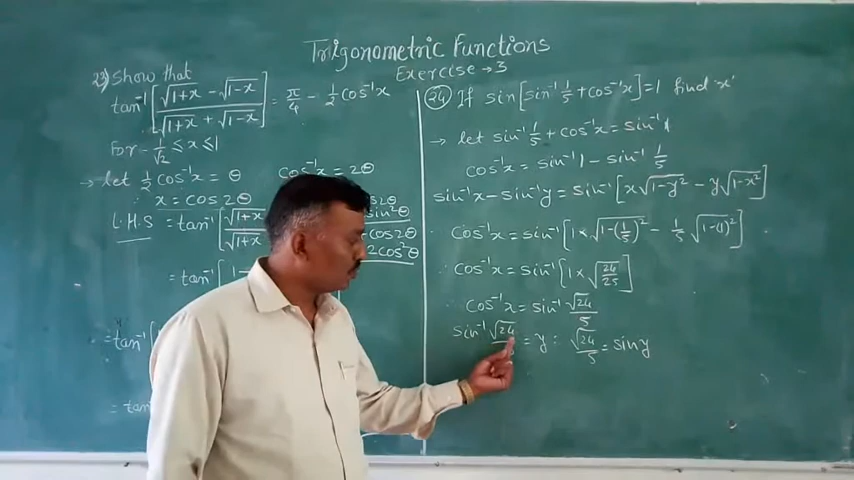 Trigonometric Functions
Exercise → 3
23) Show that
tan⁻¹[(√1+x − √1−x)/(√1+x + √1−x)] = π/4 − 1/2 cos⁻¹x
For −1/√2 ≤ x ≤ 1
→ let 1/2 cos⁻¹x = θ cos⁻¹x = 2θ
x = cos 2θ
L.H.S = tan⁻¹[√1+x
√1+x
sin²θ
cos2θ
2cos²θ
= tan⁻¹[1−
= tan⁻¹
= tan
(24) If sin[sin⁻¹ 1/5 + cos⁻¹x] = 1 find 'x'
→ let sin⁻¹ 1/5 + cos⁻¹x = sin⁻¹ 1
cos⁻¹x = sin⁻¹1 − sin⁻¹ 1/5
sin⁻¹x − sin⁻¹y = sin⁻¹[x√1−y² − y√1−x²]
cos⁻¹x = sin⁻¹[1×√1−(1/5)² − 1/5 √1−(1)²]
cos⁻¹x = sin⁻¹[1×√24/25]
cos⁻¹x = sin⁻¹ √24/5
sin⁻¹ √24/5 = y : √24/5 = sin y